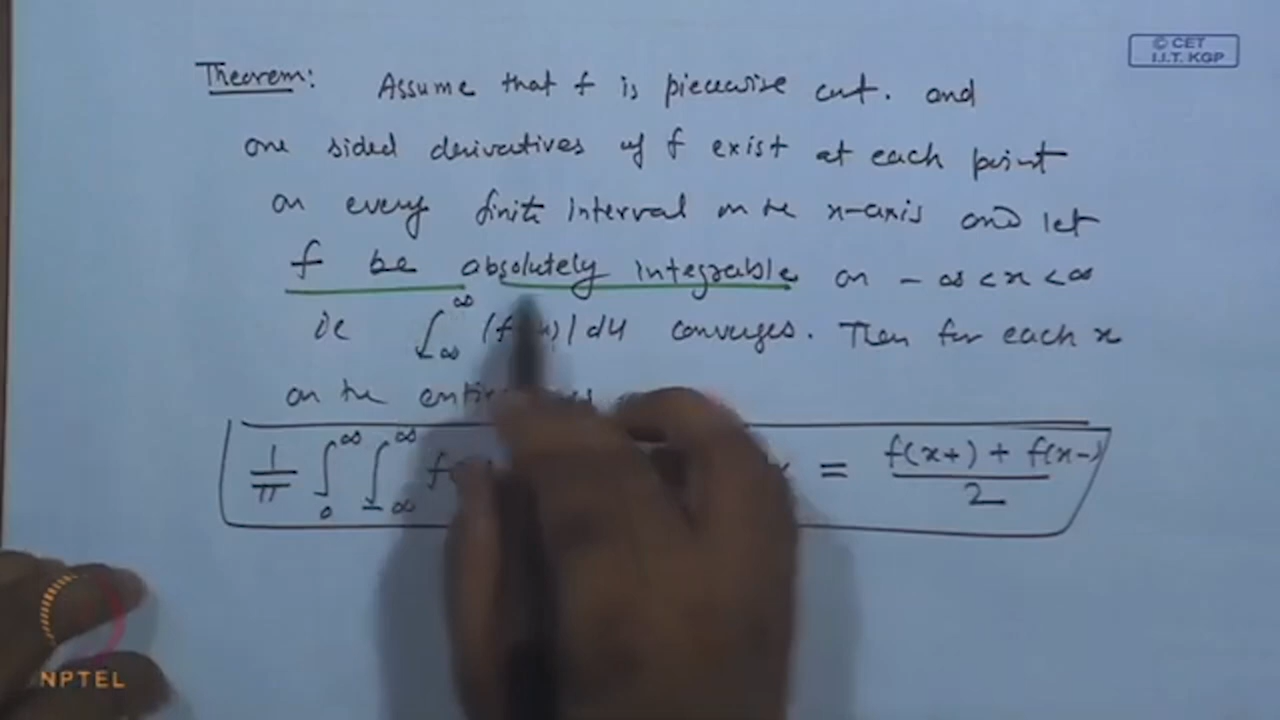 © CET
I.I.T. KGP
Theorem: Assume that f is piecewise cnt. and
one sided derivatives of f exist at each point
on every finite interval on the x-axis and let
f be absolutely integrable on -∞ < x < ∞
ie ∫_{-∞}^{∞} |f(u)| du converges. Then for each x
on the
1/π ∫_0^∞ ∫_{-∞}^{∞} f( = (f(x+) + f(x-))/2
NPTEL